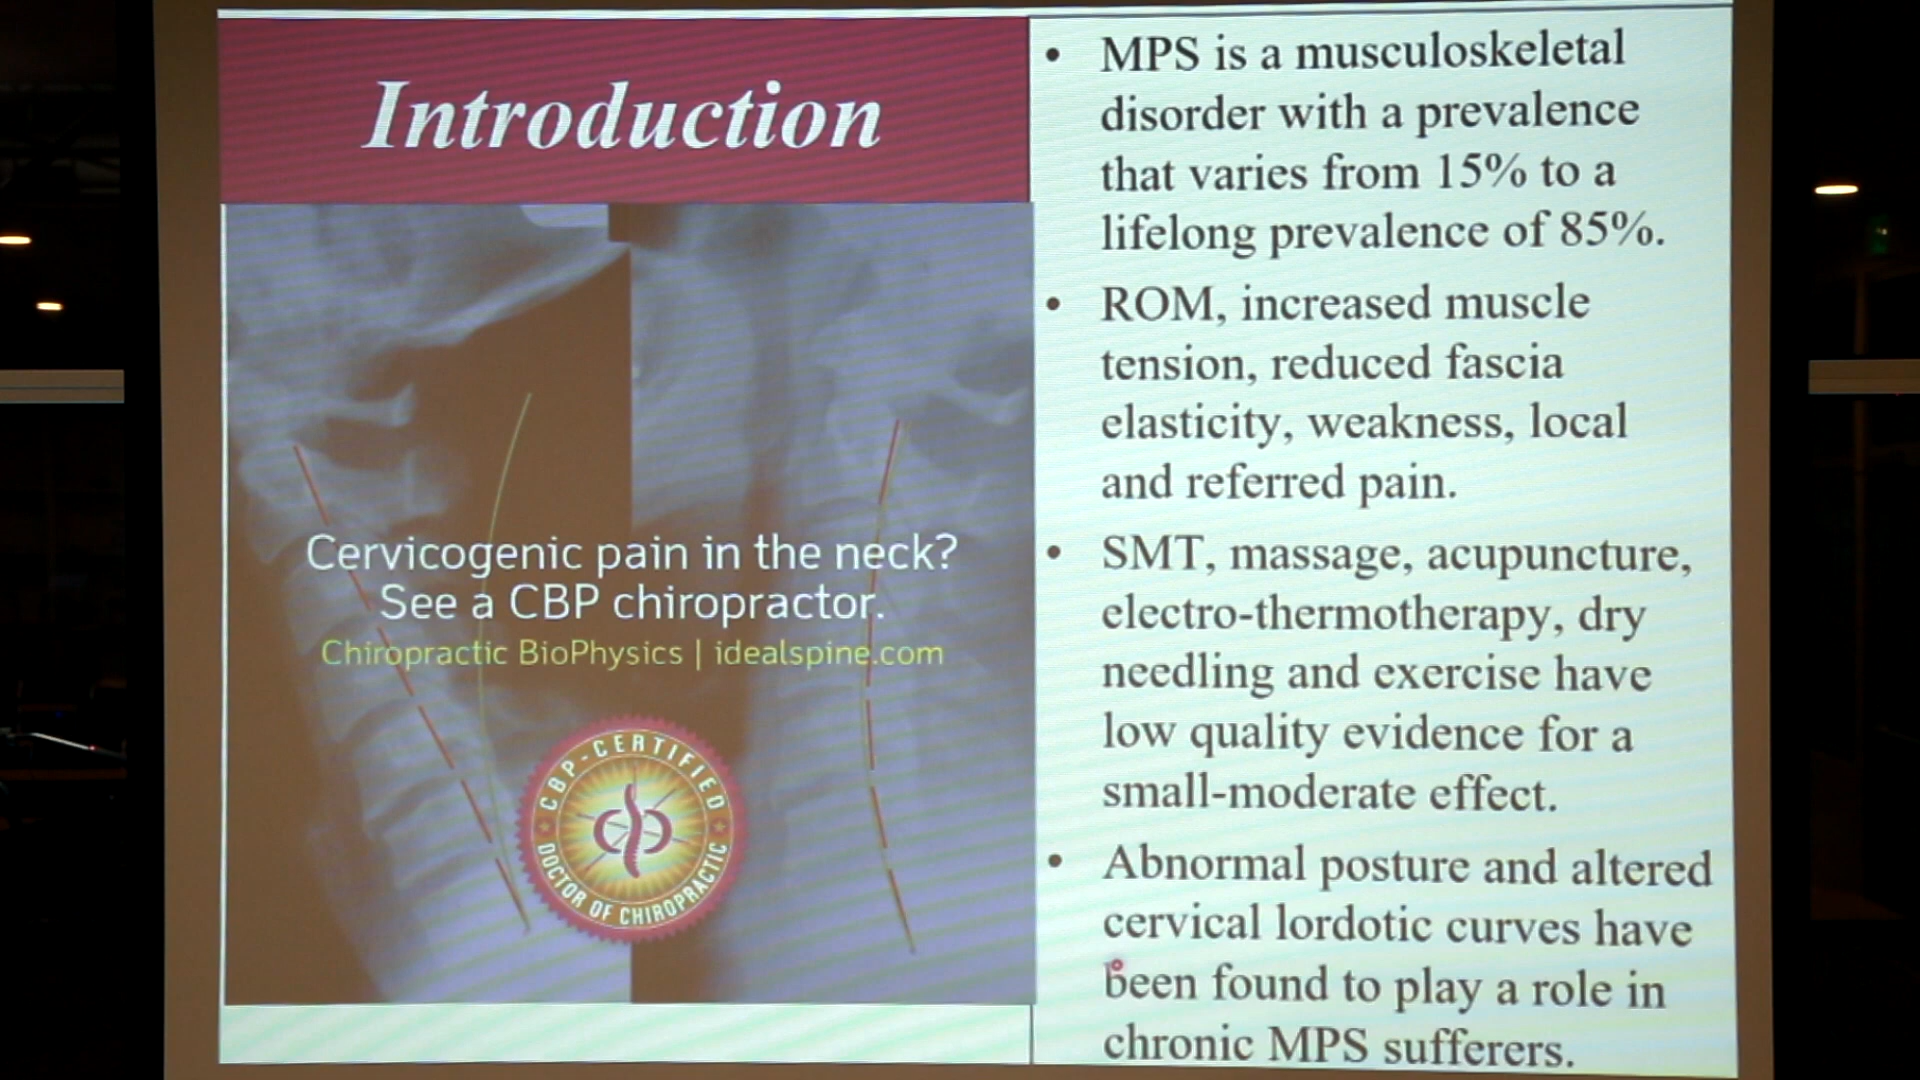 Introduction
Cervicogenic pain in the neck?
See a CBP chiropractor.
Chiropractic BioPhysics | idealspine.com
CBP-CERTIFIED
DOCTOR OF CHIROPRACTIC
• MPS is a musculoskeletal
disorder with a prevalence
that varies from 15% to a
lifelong prevalence of 85%.
• ROM, increased muscle
tension, reduced fascia
elasticity, weakness, local
and referred pain.
• SMT, massage, acupuncture,
electro-thermotherapy, dry
needling and exercise have
low quality evidence for a
small-moderate effect.
• Abnormal posture and altered
cervical lordotic curves have
been found to play a role in
chronic MPS sufferers.